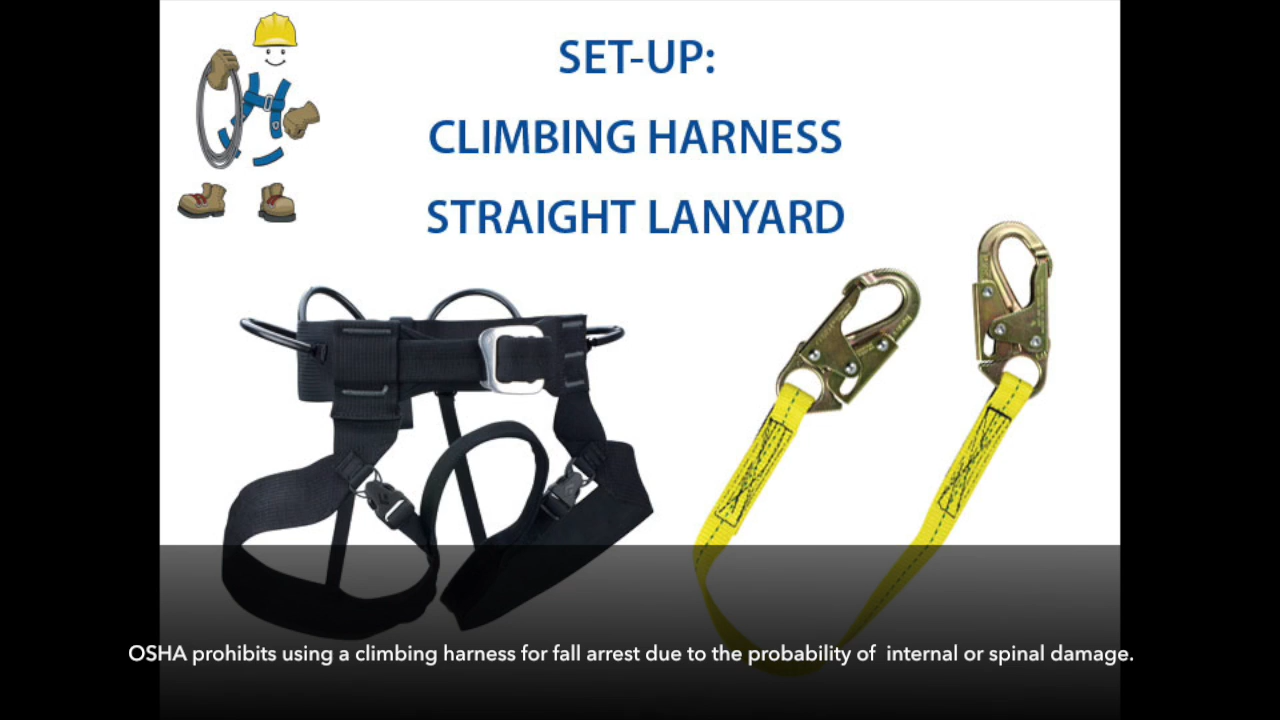 SET-UP:
CLIMBING HARNESS
STRAIGHT LANYARD
OSHA prohibits using a climbing harness for fall arrest due to the probability of  internal or spinal damage.